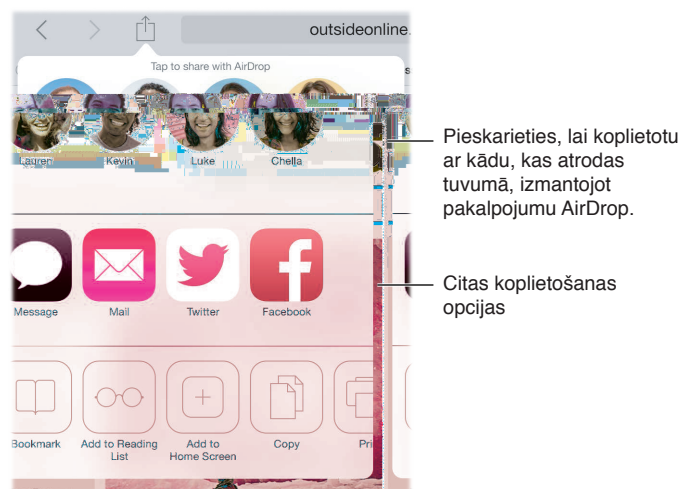 outsideonline.
Tap to share with AirDrop
Lauren
Kevin
Luke
Chella
Pieskarieties, lai koplietotu
ar kādu, kas atrodas
tuvumā, izmantojot
pakalpojumu AirDrop.
Message
Mail
Twitter
Facebook
Citas koplietošanas
opcijas
Bookmark
Add to Reading
List
Add to
Home Screen
Copy